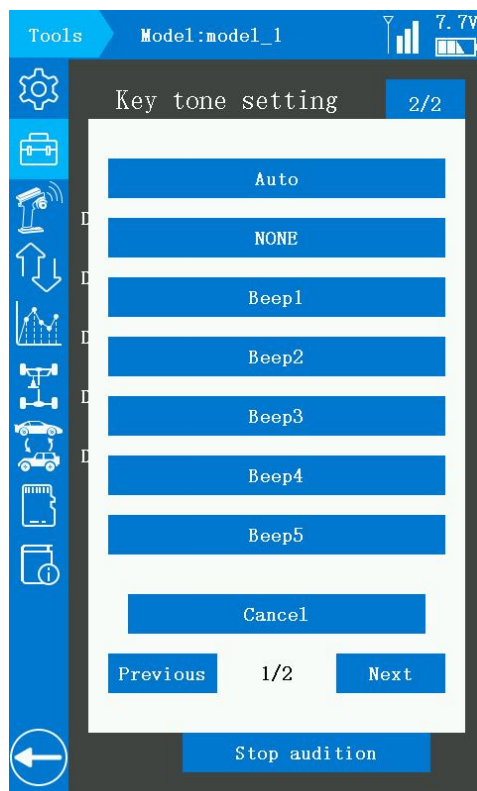 Tools Model:model_1 7.7V
Key tone setting 2/2
Auto
NONE
D
Beep1
D
Beep2
D
Beep3
D
Beep4
D
Beep5
Cancel
Previous 1/2 Next
Stop audition